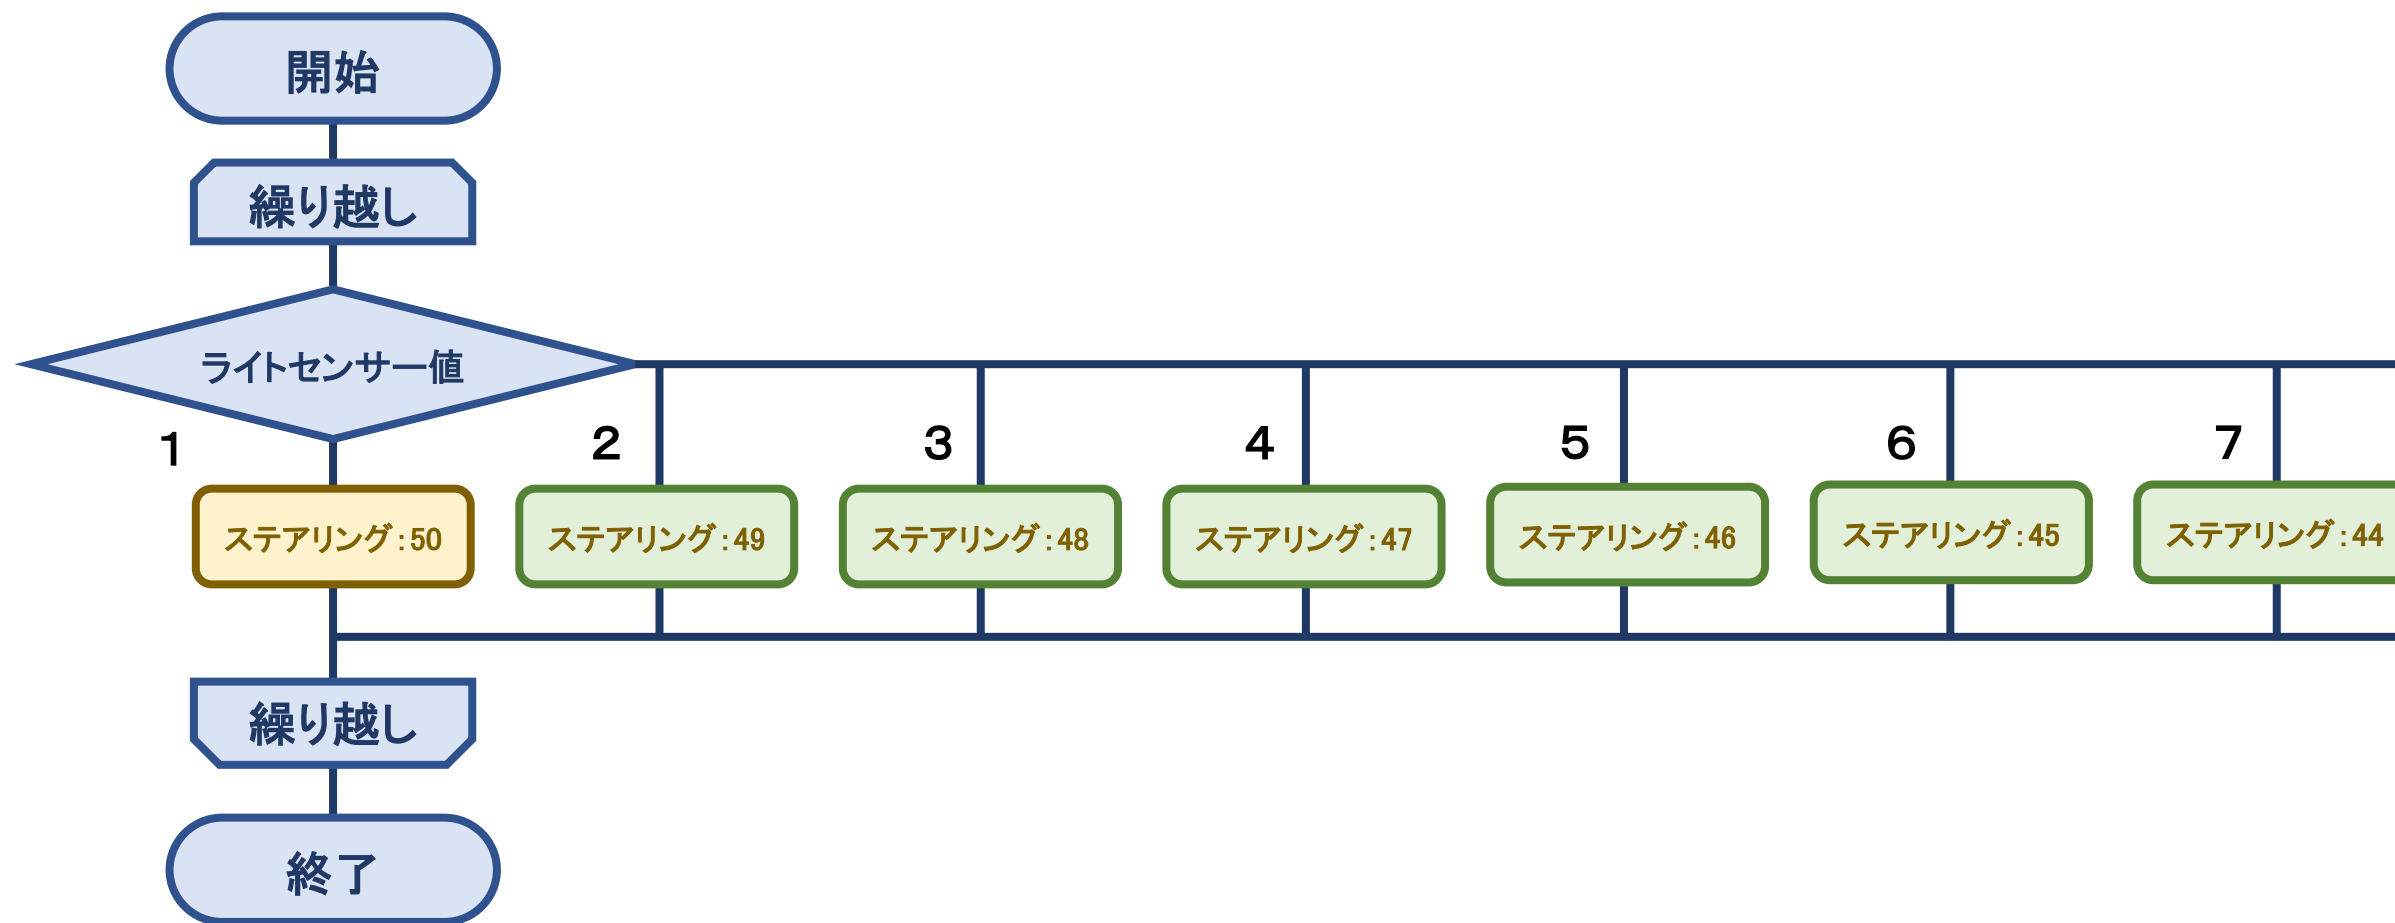 開始
繰り越し
ライトセンサー値
1
2
3
4
5
6
7
ステアリング:50
ステアリング:49
ステアリング:48
ステアリング:47
ステアリング:46
ステアリング:45
ステアリング:44
繰り越し
終了